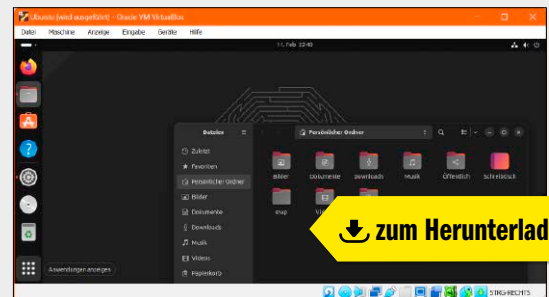 Ubuntu [wird ausgeführt] - Oracle VM VirtualBox
Datei Maschine Anzeige Eingabe Geräte Hilfe
11. Feb 22:40
Dateien
Persönlicher Ordner
Zuletzt
Favoriten
Persönlicher Ordner
Bilder
Dokumente
Downloads
Musik
Videos
Papierkorb
Bilder Dokumente Downloads Musik Öffentlich Schreibtisch
snap
zum Herunterlad
Anwendungen anzeigen
STRG-RECHTS